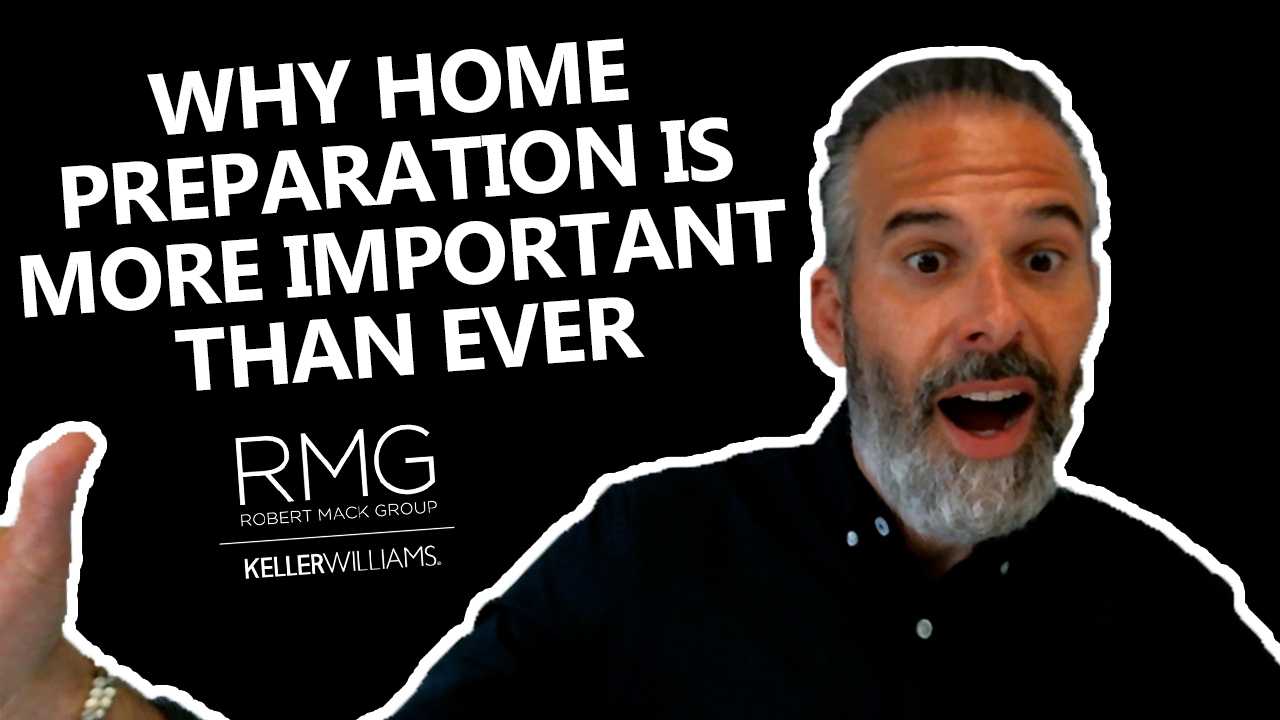 WHY HOME
PREPARATION IS
MORE IMPORTANT
THAN EVER
RMG
ROBERT MACK GROUP
KELLERWILLIAMS®